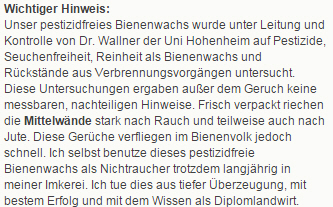 Wichtiger Hinweis:
Unser pestizidfreies Bienenwachs wurde unter Leitung und
Kontrolle von Dr. Wallner der Uni Hohenheim auf Pestizide,
Seuchenfreiheit, Reinheit als Bienenwachs und
Rückstände aus Verbrennungsvorgängen untersucht.
Diese Untersuchungen ergaben außer dem Geruch keine
messbaren, nachteiligen Hinweise. Frisch verpackt riechen
die Mittelwände stark nach Rauch und teilweise auch nach
Jute. Diese Gerüche verfliegen im Bienenvolk jedoch
schnell. Ich selbst benutze dieses pestizidfreie
Bienenwachs als Nichtraucher trotzdem langjährig in
meiner Imkerei. Ich tue dies aus tiefer Überzeugung, mit
bestem Erfolg und mit dem Wissen als Diplomlandwirt.